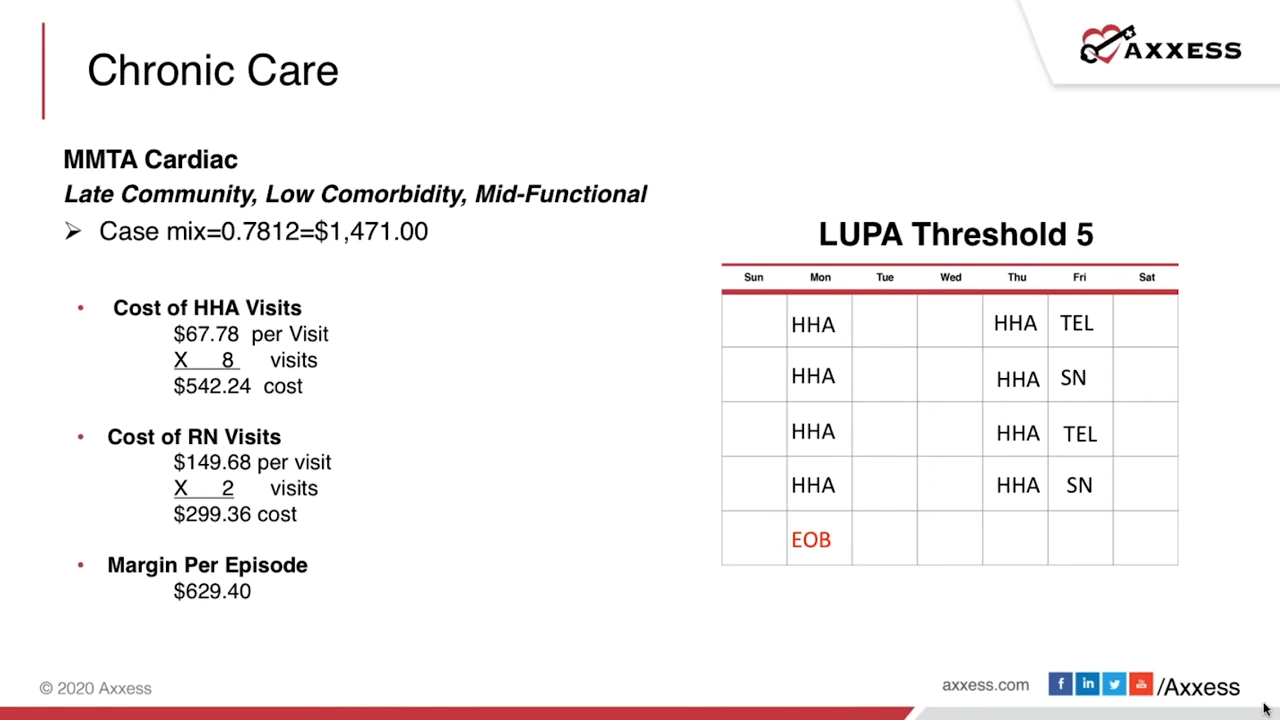 Chronic Care
AXXESS
MMTA Cardiac
Late Community, Low Comorbidity, Mid-Functional
➢ Case mix=0.7812=$1,471.00
• Cost of HHA Visits
$67.78 per Visit
X 8 visits
$542.24 cost
• Cost of RN Visits
$149.68 per visit
X 2 visits
$299.36 cost
• Margin Per Episode
$629.40
LUPA Threshold 5
Sun Mon Tue Wed Thu Fri Sat
HHA HHA TEL
HHA HHA SN
HHA HHA TEL
HHA HHA SN
EOB
© 2020 Axxess
axxess.com f in /Axxess